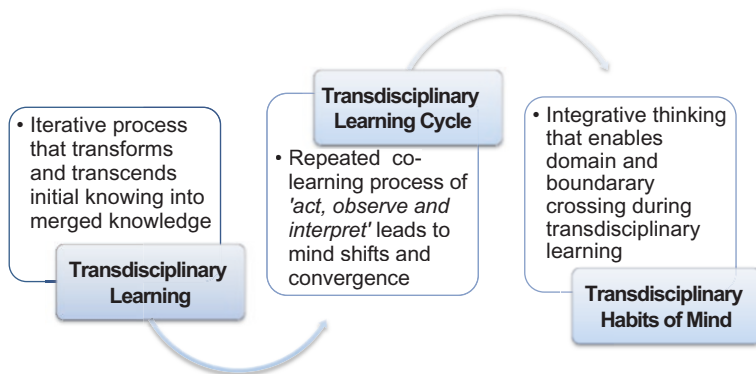 • Iterative process
that transforms
and transcends
initial knowing into
merged knowledge
Transdisciplinary
Learning
Transdisciplinary
Learning Cycle
• Repeated co-
learning process of
'act, observe and
interpret' leads to
mind shifts and
convergence
• Integrative thinking
that enables
domain and
boundarary
crossing during
transdisciplinary
learning
Transdisciplinary
Habits of Mind